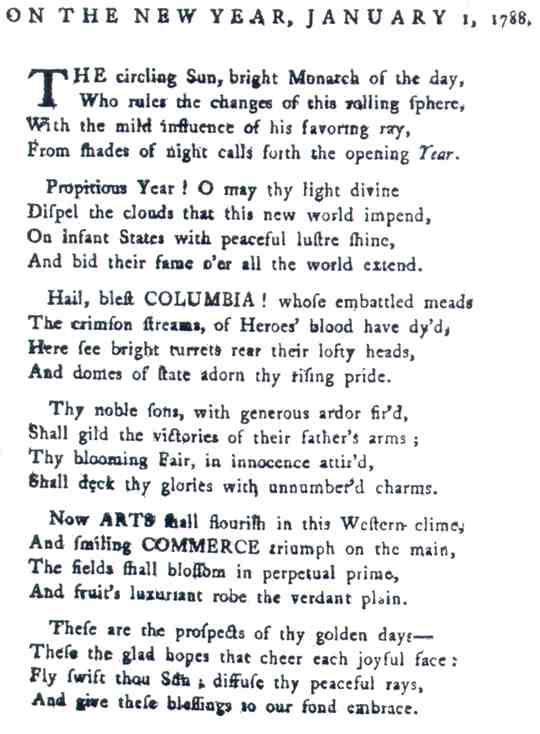 ON THE NEW YEAR, JANUARY 1, 1788.
THE circling Sun, bright Monarch of the day,
Who rules the changes of this rolling ſphere,
With the mild influence of his favoring ray,
From ſhades of night calls forth the opening Year.
Propitious Year! O may thy light divine
Diſpel the clouds that this new world impend,
On infant States with peaceful luſtre ſhine,
And bid their fame o'er all the world extend.
Hail, bleſt COLUMBIA! whoſe embattled meads
The crimſon ſtreams, of Heroes' blood have dy'd,
Here ſee bright turrets rear their lofty heads,
And domes of ſtate adorn thy riſing pride.
Thy noble ſons, with generous ardor fir'd,
Shall gild the victories of their father's arms;
Thy blooming Fair, in innocence attir'd,
Shall deck thy glories with unnumber'd charms.
Now ARTS ſhall flouriſh in this Weſtern clime,
And ſmiling COMMERCE triumph on the main,
The fields ſhall bloſſom in perpetual prime,
And fruit's luxuriant robe the verdant plain.
Theſe are the proſpects of thy golden days—
Theſe the glad hopes that cheer each joyful face:
Fly ſwift thou Sun; diffuſe thy peaceful rays,
And give theſe bleſſings to our fond embrace.